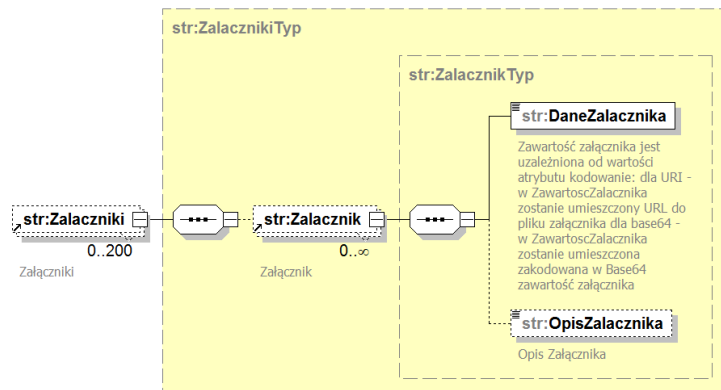 str:ZalacznikiTyp
str:ZalacznikTyp
str:DaneZalacznika
Zawartość załącznika jest
uzależniona od wartości
atrybutu kodowanie: dla URI -
w ZawartoscZalacznika
zostanie umieszczony URL do
pliku załącznika dla base64 -
w ZawartoscZalacznika
zostanie umieszczona
zakodowana w Base64
zawartość załącznika
str:Zalaczniki
0..200
Załączniki
str:Zalacznik
0..∞
Załącznik
str:OpisZalacznika
Opis Załącznika